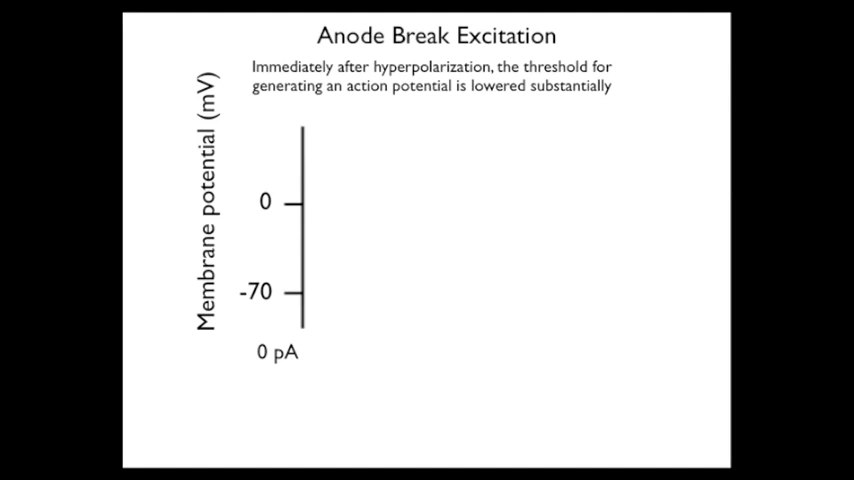 Anode Break Excitation
Immediately after hyperpolarization, the threshold for
generating an action potential is lowered substantially
Membrane potential (mV)
0
-70
0 pA